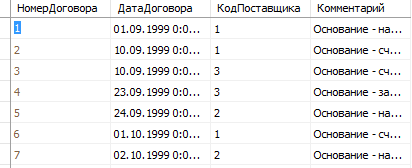 НомерДоговора ДатаДоговора КодПоставщика Комментарий
1 01.09.1999 0:0... 1 Основание - на...
2 10.09.1999 0:0... 1 Основание - сч...
3 10.09.1999 0:0... 3 Основание - сч...
4 23.09.1999 0:0... 3 Основание - за...
5 24.09.1999 0:0... 2 Основание - на...
6 01.10.1999 0:0... 1 Основание - сч...
7 02.10.1999 0:0... 2 Основание - на...